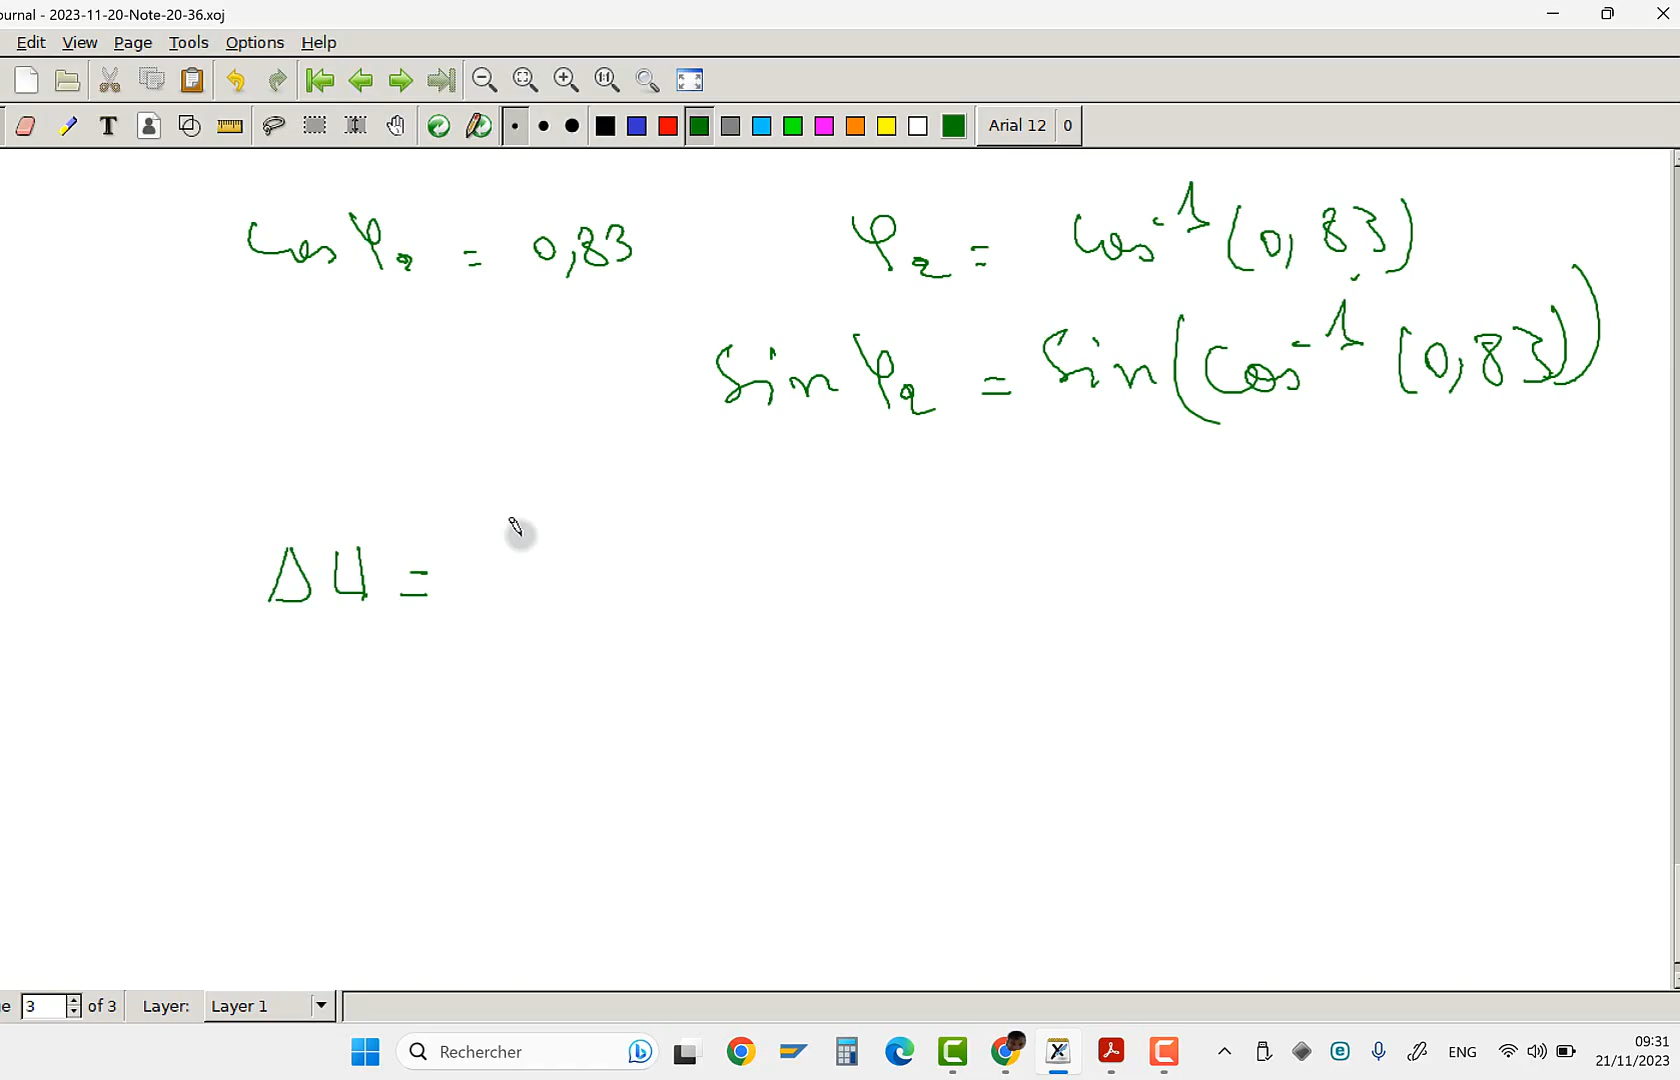 ournal - 2023-11-20-Note-20-36.xoj
Edit View Page Tools Options Help
Arial 12 0
cos φ₂ = 0,83 φ₂ = cos⁻¹(0,83)
sin φ₂ = sin(cos⁻¹(0,83))
ΔU =
e 3 of 3 Layer: Layer 1
Rechercher
ENG
09:31
21/11/2023